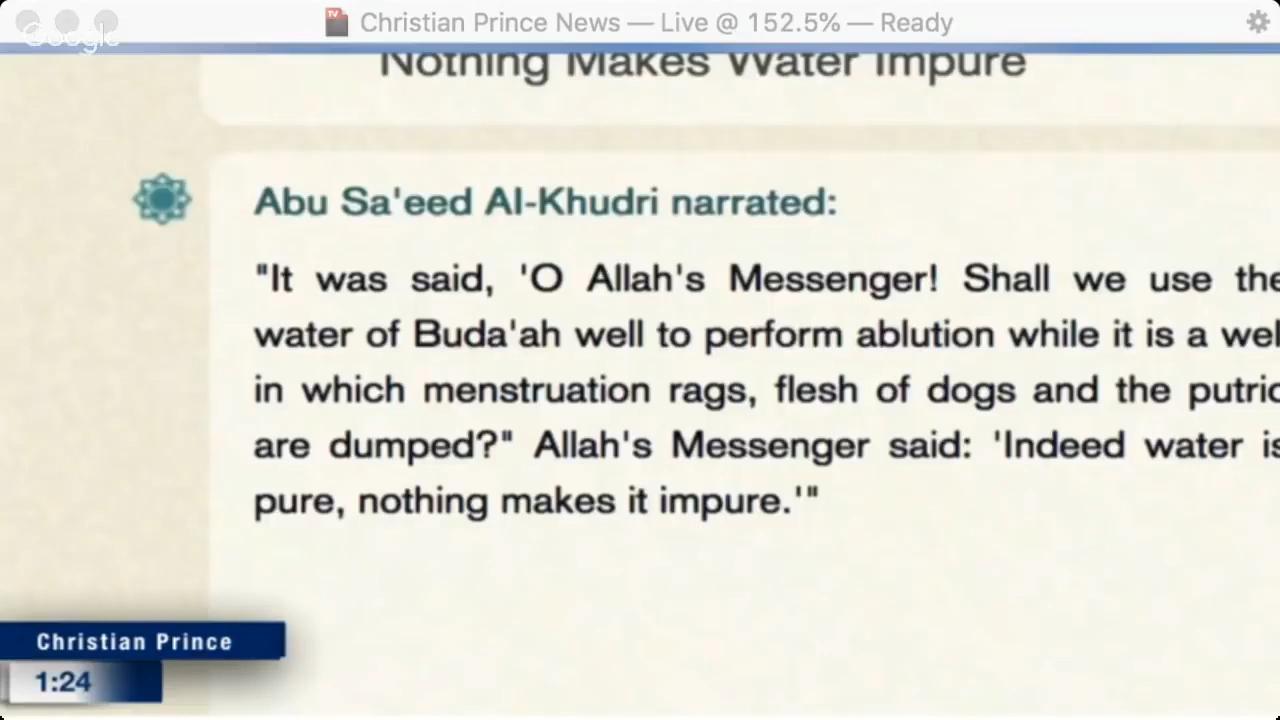 Christian Prince News — Live @ 152.5% — Ready
Google
Nothing Makes Water Impure
Abu Sa'eed Al-Khudri narrated:
"It was said, 'O Allah's Messenger! Shall we use the
water of Buda'ah well to perform ablution while it is a wel
in which menstruation rags, flesh of dogs and the putrid
are dumped?" Allah's Messenger said: 'Indeed water is
pure, nothing makes it impure.'"
Christian Prince
1:24